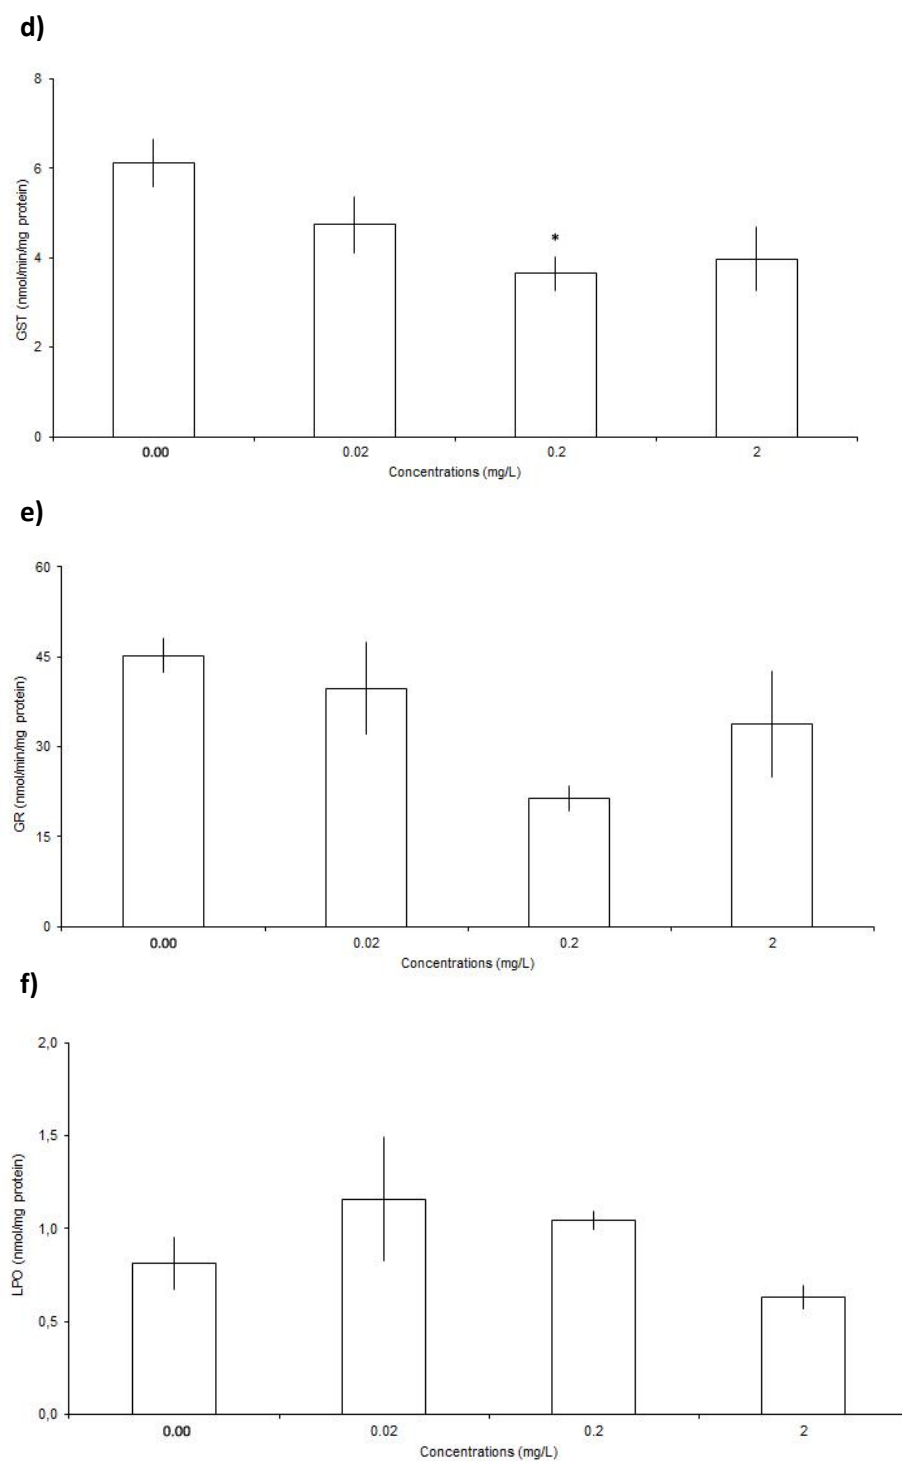 d)
8
6
4
2
0
GST (nmol/min/mg protein)
*
0.00 0.02 0.2 2
Concentrations (mg/L)
e)
60
45
30
15
0
GR (nmol/min/mg protein)
0.00 0.02 0.2 2
Concentrations (mg/L)
f)
2,0
1,5
1,0
0,5
0,0
LPO (nmol/mg protein)
0.00 0.02 0.2 2
Concentrations (mg/L)